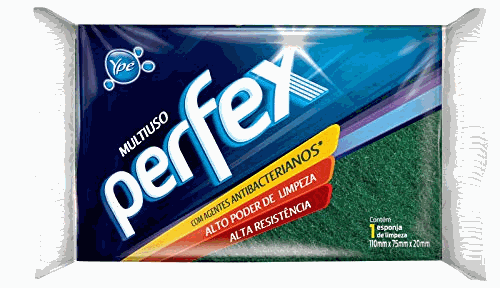 Ypê
MULTIUSO
perfex
COM AGENTES ANTIBACTERIANOS*
ALTO PODER DE LIMPEZA
ALTA RESISTÊNCIA
Contém
1 esponja
de limpeza
110mm x 75mm x 20mm